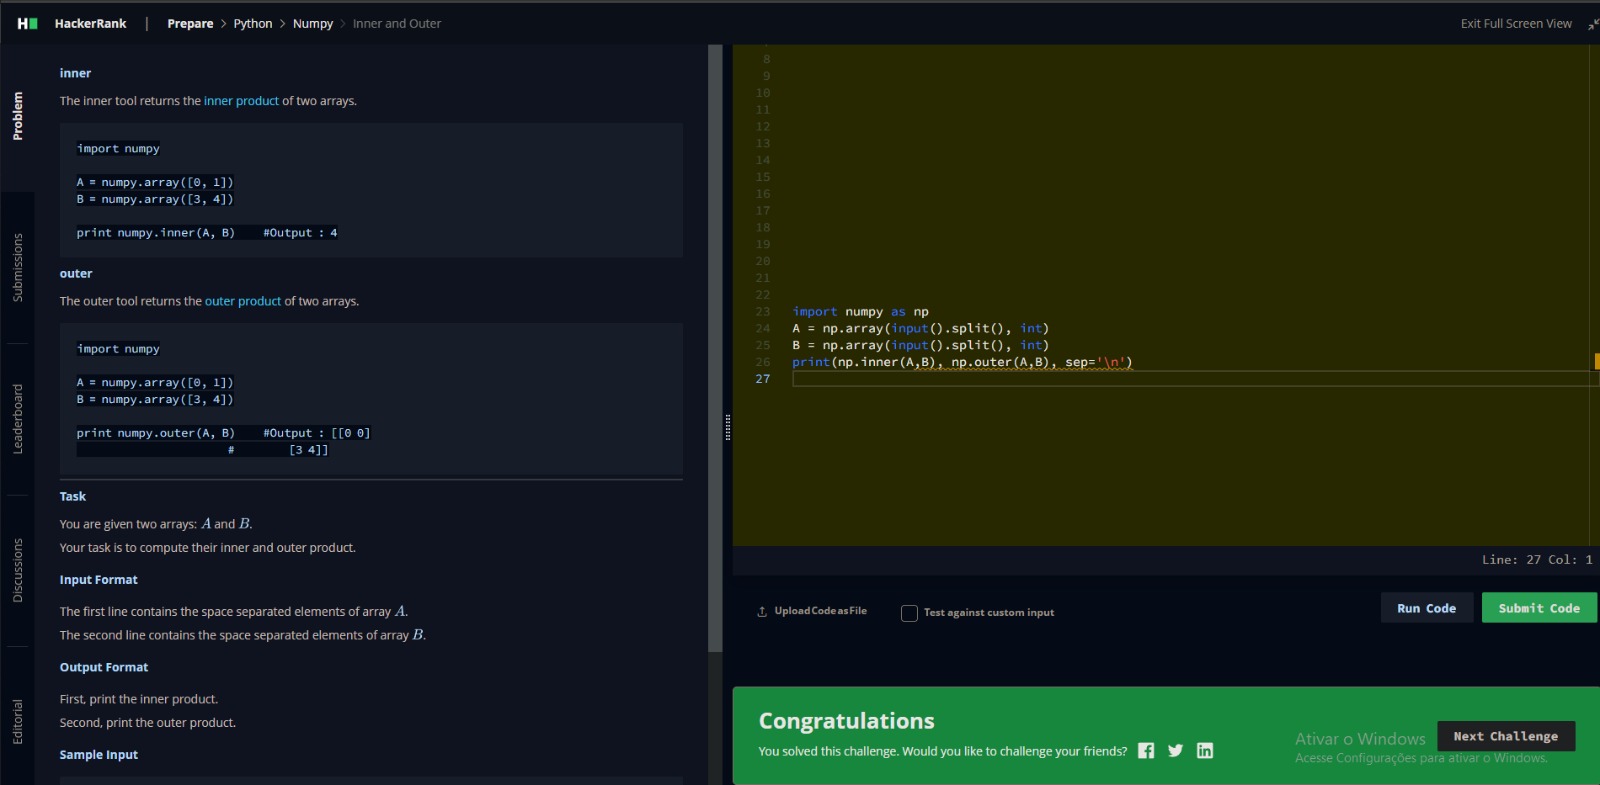 H HackerRank | Prepare > Python > Numpy > Inner and Outer
Exit Full Screen View
Problem
Submissions
Leaderboard
Discussions
Editorial
inner
The inner tool returns the inner product of two arrays.
import numpy
A = numpy.array([0, 1])
B = numpy.array([3, 4])
print numpy.inner(A, B) #Output : 4
outer
The outer tool returns the outer product of two arrays.
import numpy
A = numpy.array([0, 1])
B = numpy.array([3, 4])
print numpy.outer(A, B) #Output : [[0 0]
# [3 4]]
Task
You are given two arrays: A and B.
Your task is to compute their inner and outer product.
Input Format
The first line contains the space separated elements of array A.
The second line contains the space separated elements of array B.
Output Format
First, print the inner product.
Second, print the outer product.
Sample Input
8
9
10
11
12
13
14
15
16
17
18
19
20
21
22
23 import numpy as np
24 A = np.array(input().split(), int)
25 B = np.array(input().split(), int)
26 print(np.inner(A,B), np.outer(A,B), sep='\n')
27
Line: 27 Col: 1
Upload Code as File
Test against custom input
Run Code
Submit Code
Congratulations
You solved this challenge. Would you like to challenge your friends?
Next Challenge
Ativar o Windows
Acesse Configurações para ativar o Windows.